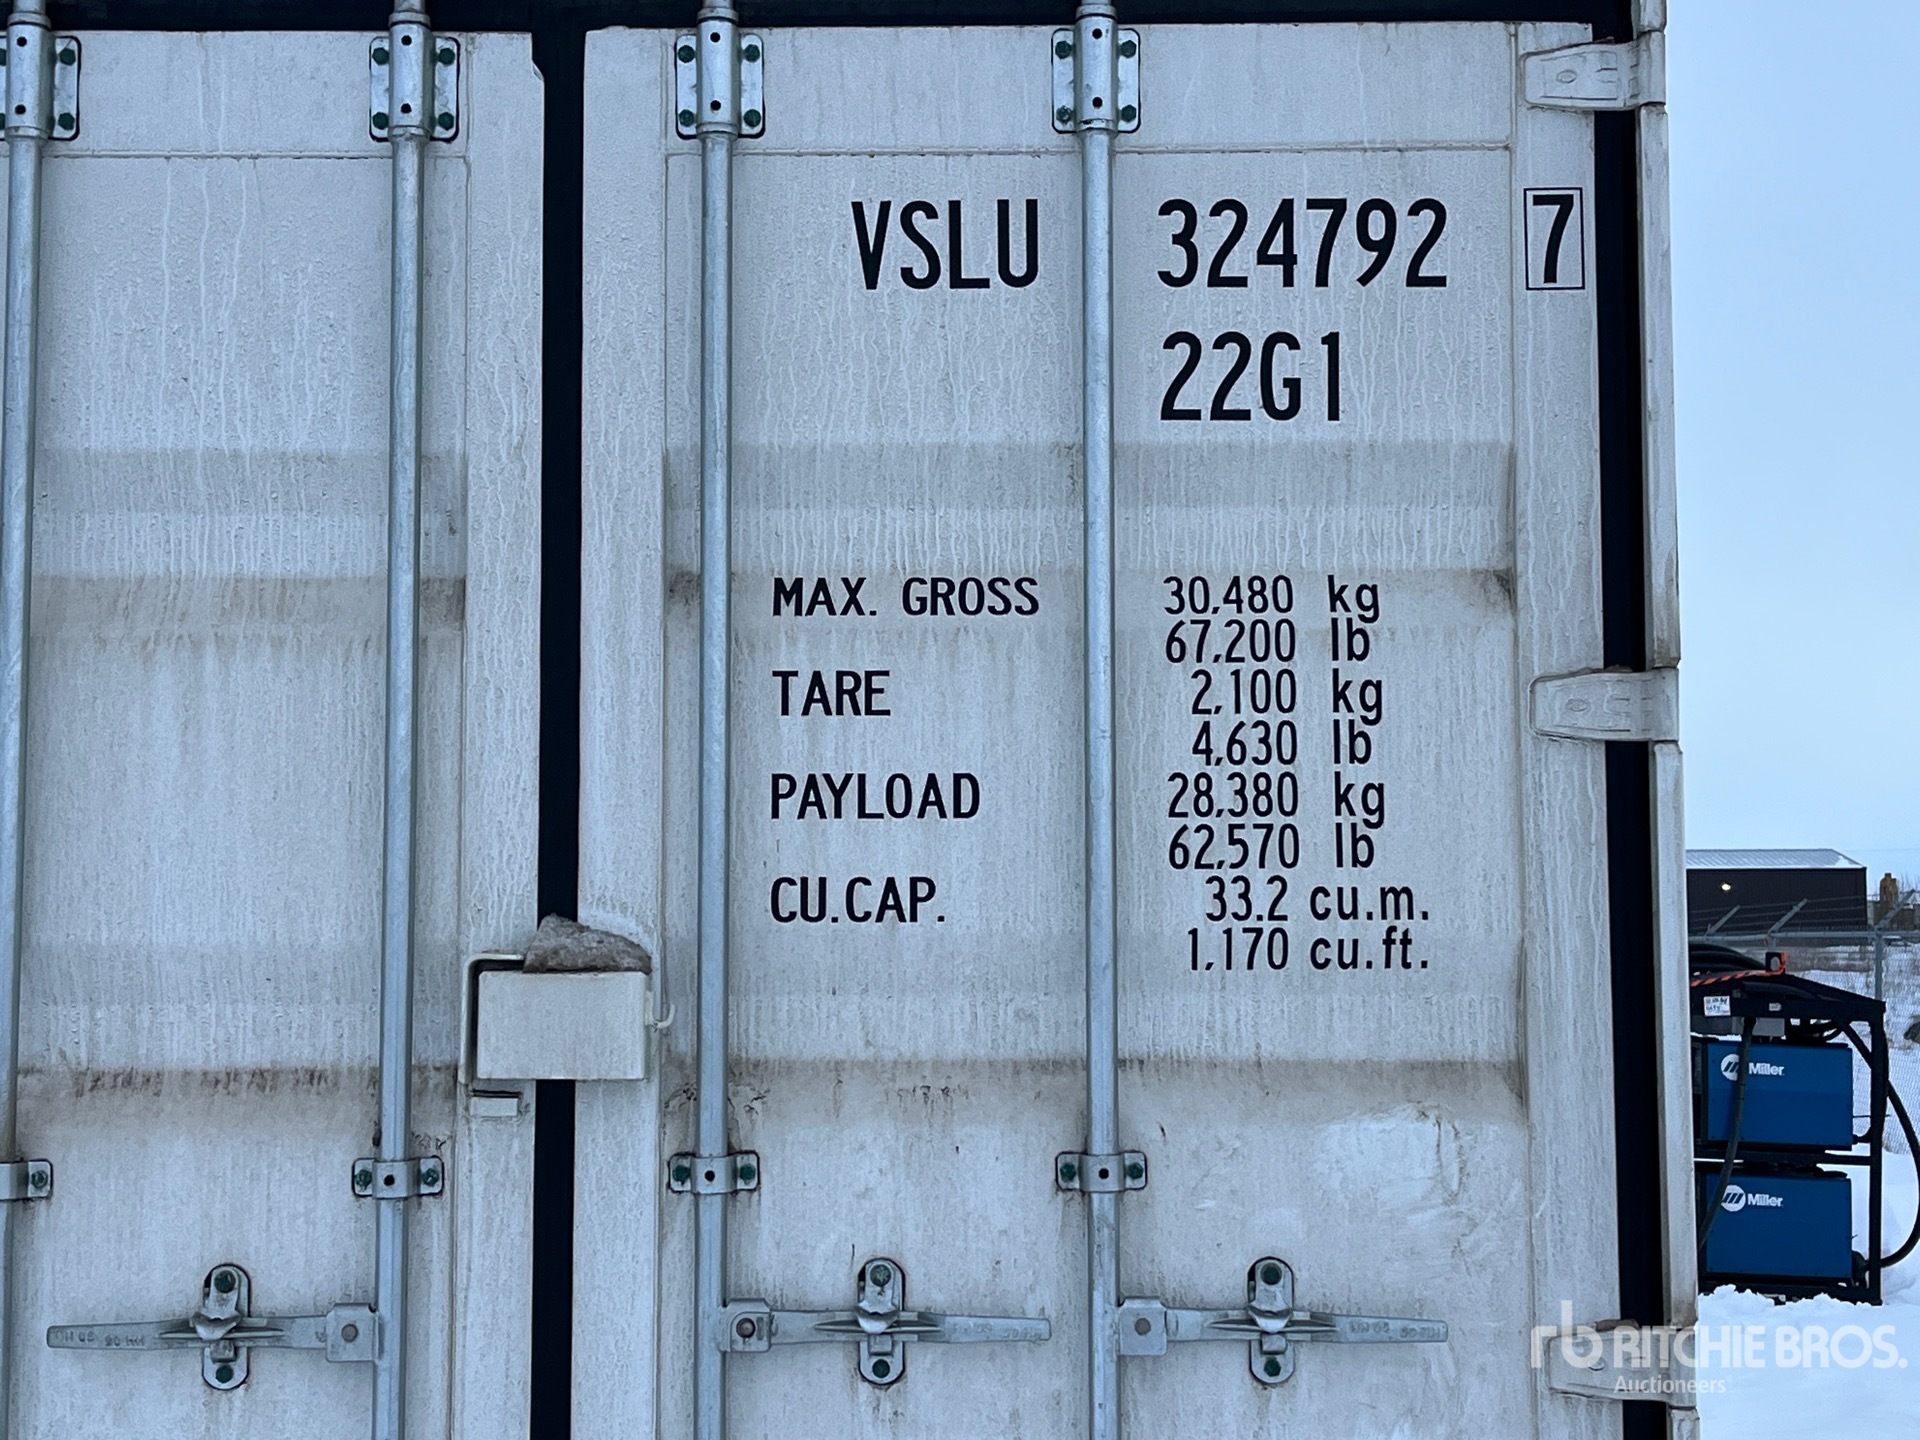 VSLU 324792 7
22G1
MAX. GROSS 30,480 kg
67,200 lb
TARE 2,100 kg
4,630 lb
PAYLOAD 28,380 kg
62,570 lb
CU.CAP. 33.2 cu.m.
1,170 cu.ft.
Miller
Miller
rb RITCHIE BROS.
Auctioneers